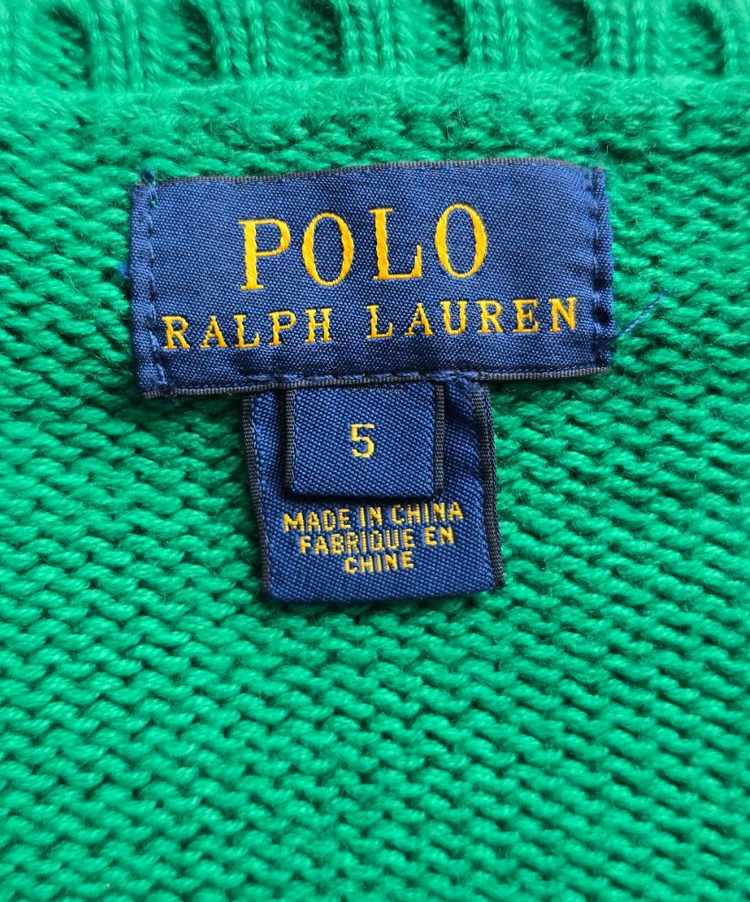 POLO
RALPH LAUREN
5
MADE IN CHINA
FABRIQUE EN
CHINE